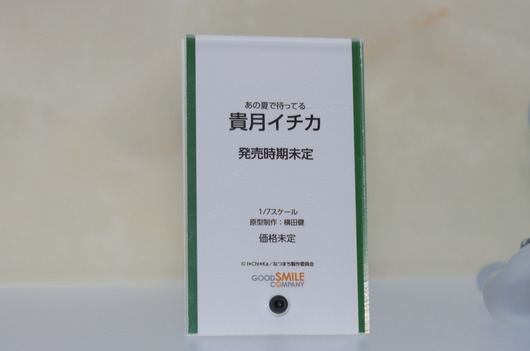 あの夏で待ってる
貴月イチカ
発売時期未定
1/7スケール
原型制作：横田健
価格未定
© I*Chi*Ka／なつまち製作委員会
GOOD SMILE
COMPANY